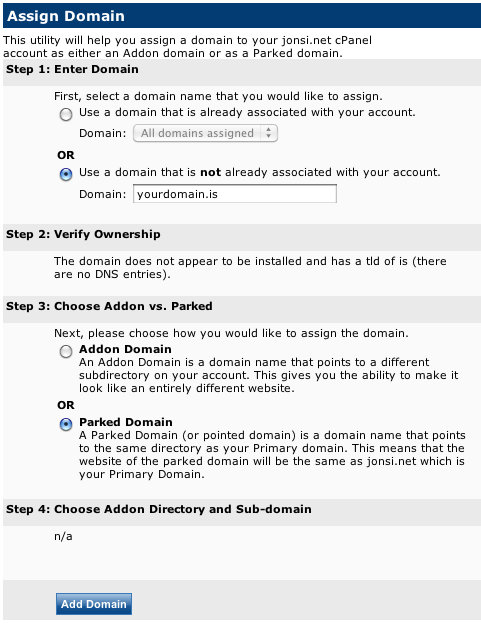 Assign Domain
This utility will help you assign a domain to your jonsi.net cPanel
account as either an Addon domain or as a Parked domain.
Step 1: Enter Domain
First, select a domain name that you would like to assign.
Use a domain that is already associated with your account.
Domain: All domains assigned
OR
Use a domain that is not already associated with your account.
Domain: yourdomain.is
Step 2: Verify Ownership
The domain does not appear to be installed and has a tld of is (there
are no DNS entries).
Step 3: Choose Addon vs. Parked
Next, please choose how you would like to assign the domain.
Addon Domain
An Addon Domain is a domain name that points to a different
subdirectory on your account. This gives you the ability to make it
look like an entirely different website.
OR
Parked Domain
A Parked Domain (or pointed domain) is a domain name that points
to the same directory as your Primary domain. This means that the
website of the parked domain will be the same as jonsi.net which is
your Primary Domain.
Step 4: Choose Addon Directory and Sub-domain
n/a
Add Domain